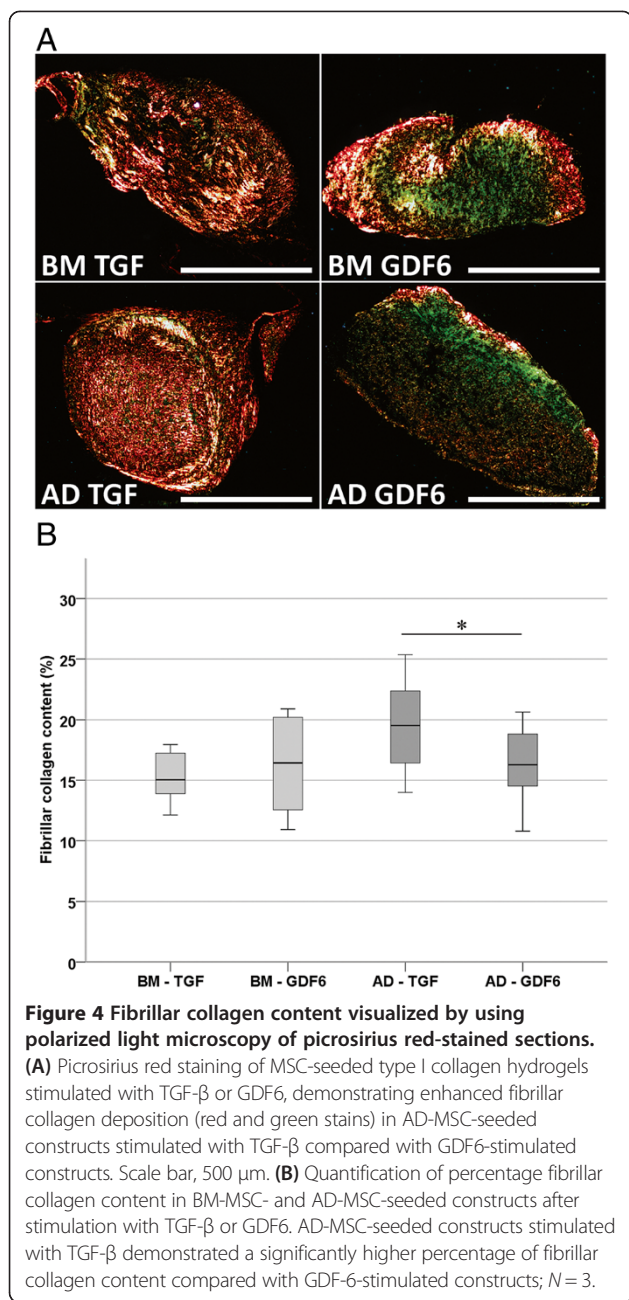 A
BM TGF
BM GDF6
AD TGF
AD GDF6
B
Fibrillar collagen content (%)
30
25
20
15
10
5
0
*
BM - TGF
BM - GDF6
AD - TGF
AD - GDF6
Figure 4 Fibrillar collagen content visualized by using
polarized light microscopy of picrosirius red-stained sections.
(A) Picrosirius red staining of MSC-seeded type I collagen hydrogels
stimulated with TGF-β or GDF6, demonstrating enhanced fibrillar
collagen deposition (red and green stains) in AD-MSC-seeded
constructs stimulated with TGF-β compared with GDF6-stimulated
constructs. Scale bar, 500 μm. (B) Quantification of percentage fibrillar
collagen content in BM-MSC- and AD-MSC-seeded constructs after
stimulation with TGF-β or GDF6. AD-MSC-seeded constructs stimulated
with TGF-β demonstrated a significantly higher percentage of fibrillar
collagen content compared with GDF-6-stimulated constructs; N = 3.